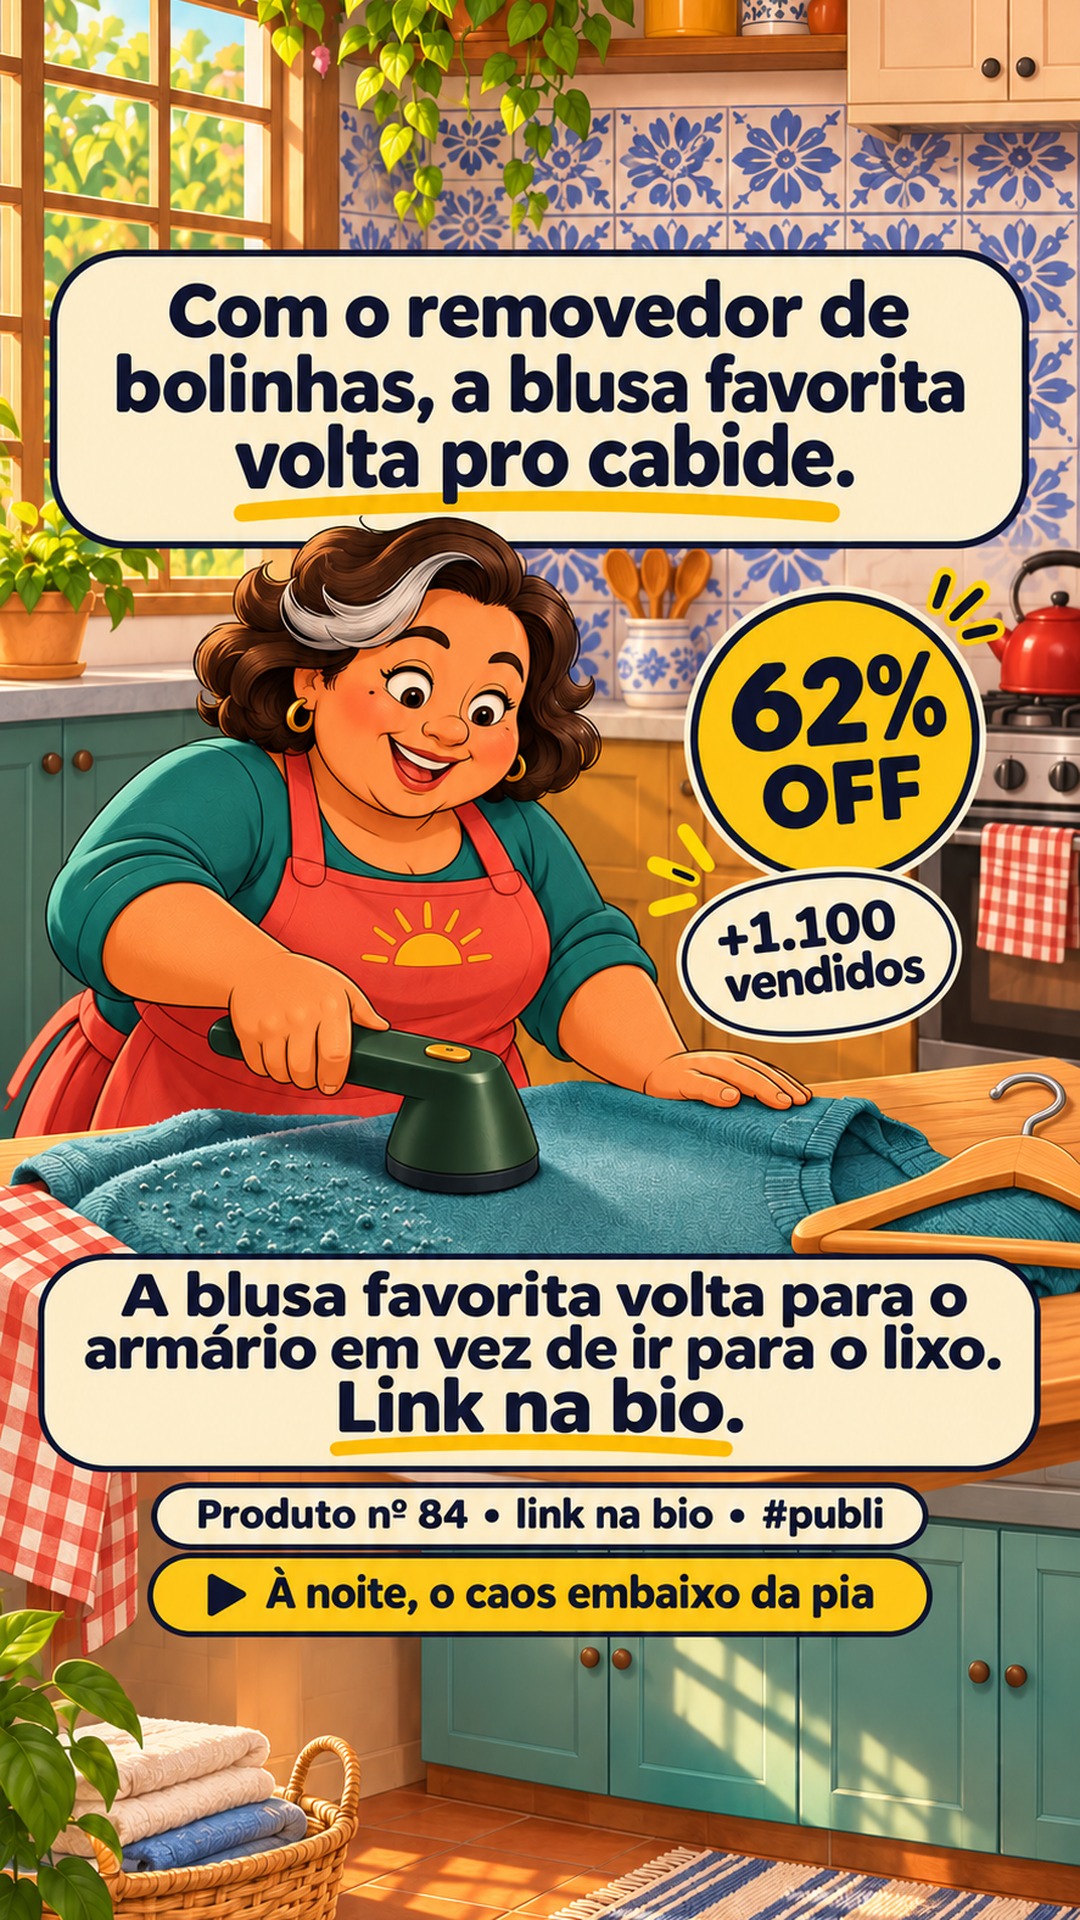 Com o removedor de
bolinhas, a blusa favorita
volta pro cabide.
62%
OFF
+1.100
vendidos
A blusa favorita volta para o
armário em vez de ir para o lixo.
Link na bio.
Produto nº 84 • link na bio • #publi
▶ À noite, o caos embaixo da pia